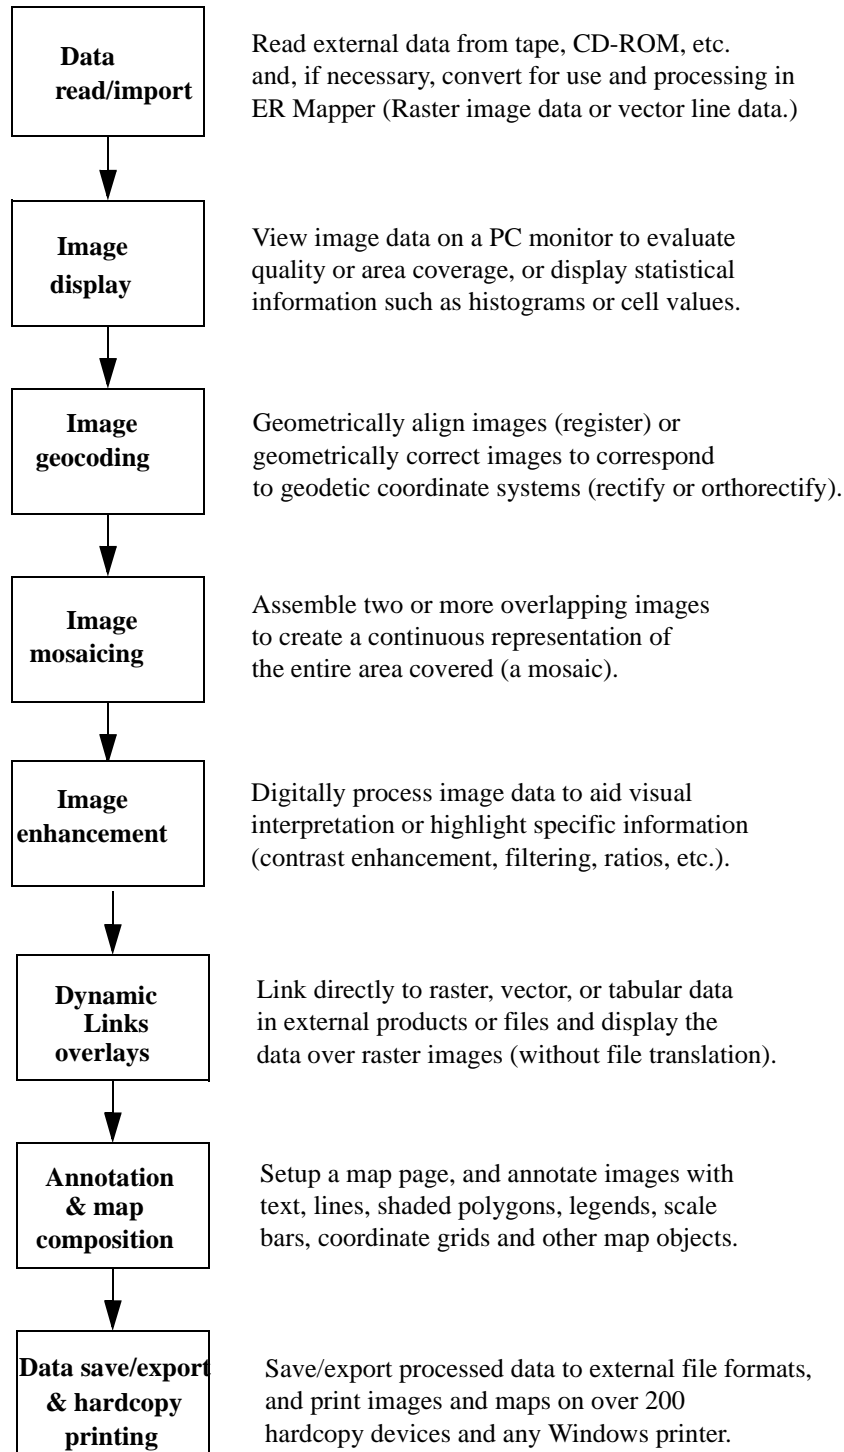 Data
read/import
Read external data from tape, CD-ROM, etc.
and, if necessary, convert for use and processing in
ER Mapper (Raster image data or vector line data.)
Image
display
View image data on a PC monitor to evaluate
quality or area coverage, or display statistical
information such as histograms or cell values.
Image
geocoding
Geometrically align images (register) or
geometrically correct images to correspond
to geodetic coordinate systems (rectify or orthorectify).
Image
mosaicing
Assemble two or more overlapping images
to create a continuous representation of
the entire area covered (a mosaic).
Image
enhancement
Digitally process image data to aid visual
interpretation or highlight specific information
(contrast enhancement, filtering, ratios, etc.).
Dynamic
Links
overlays
Link directly to raster, vector, or tabular data
in external products or files and display the
data over raster images (without file translation).
Annotation
& map
composition
Setup a map page, and annotate images with
text, lines, shaded polygons, legends, scale
bars, coordinate grids and other map objects.
Data save/export
& hardcopy
printing
Save/export processed data to external file formats,
and print images and maps on over 200
hardcopy devices and any Windows printer.